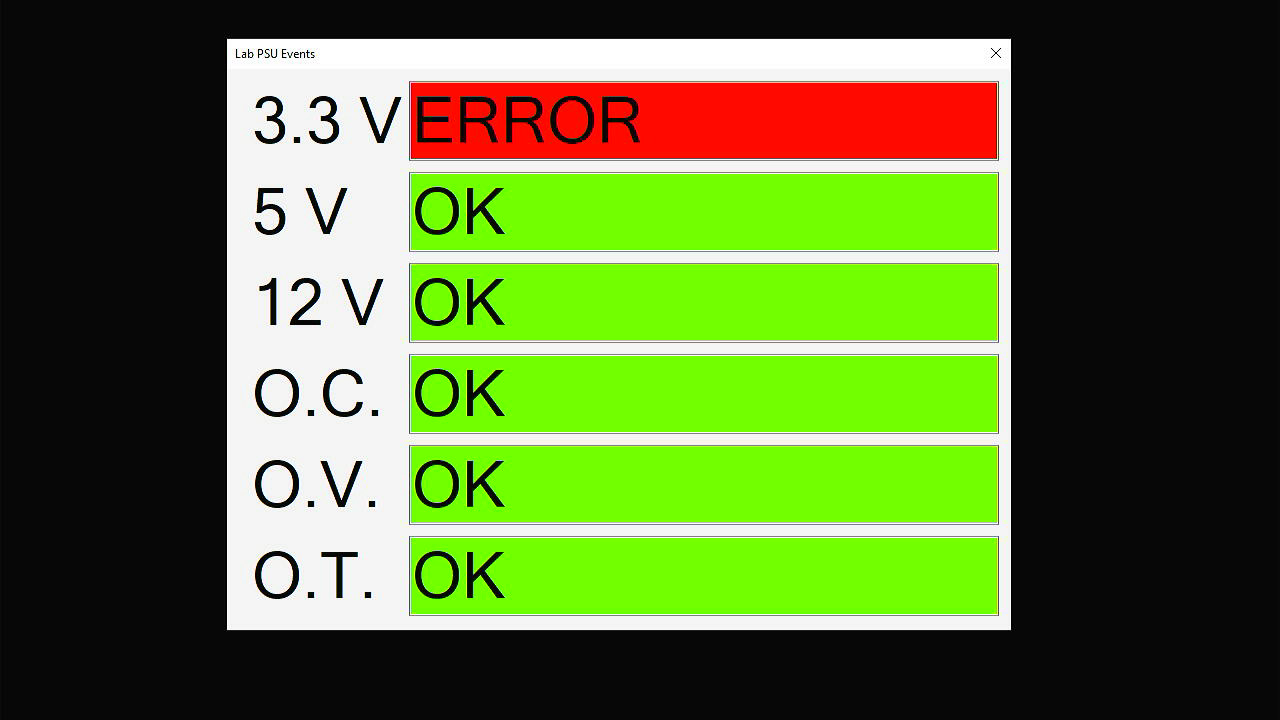 Lab PSU Events
3.3 V ERROR
5 V OK
12 V OK
O.C. OK
O.V. OK
O.T. OK